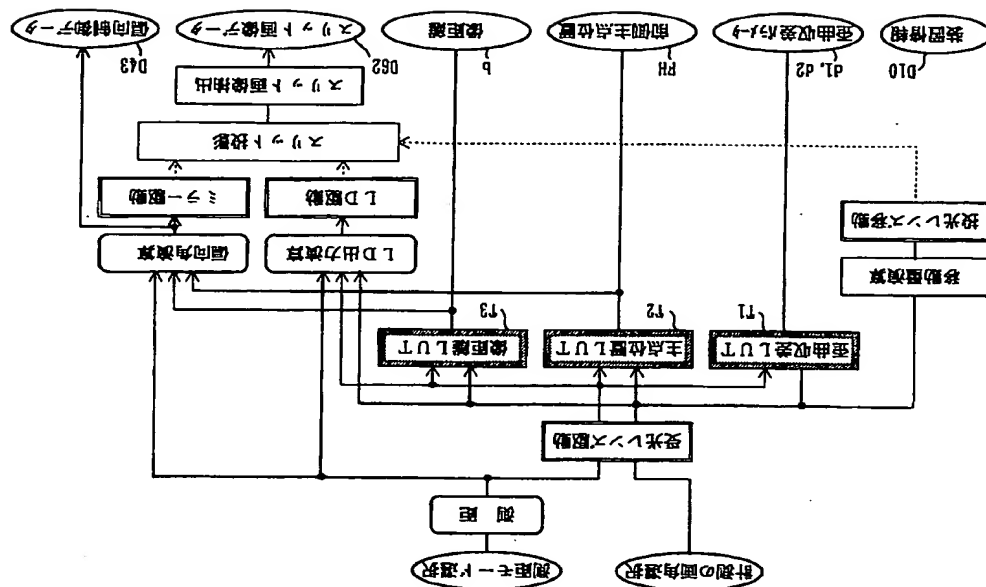 計測の画角選択
測距モード選択
測 距
受光レンズ駆動
歪曲収差LUT
主点位置LUT
像距離LUT
T1
T2
T3
移動量演算
LD出力演算
偏向角演算
投光レンズ移動
LD駆動
ミラー駆動
スリット投影
スリット画像抽出
D10
d1, d2
FH
b
D62
D43
装置情報
歪曲収差パラメータ
前側主点位置
像距離
スリット画像データ
偏向制御データ